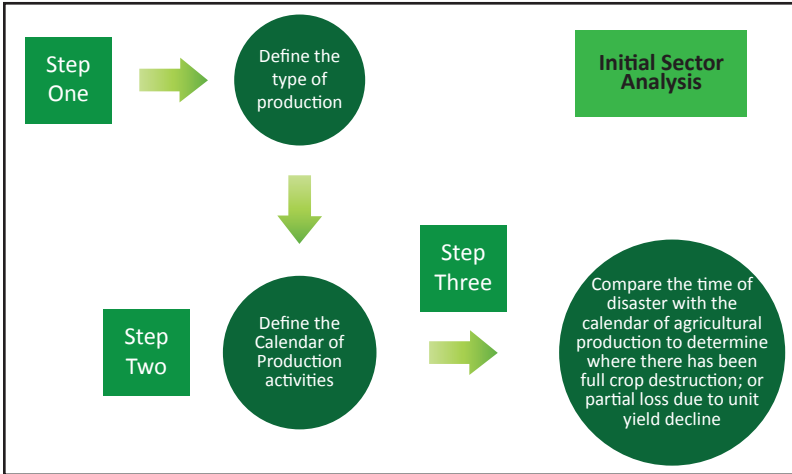 Step
One
Define the
type of
production
Initial Sector
Analysis
Step
Two
Define the
Calendar of
Production
activities
Step
Three
Compare the time of
disaster with the
calendar of agricultural
production to determine
where there has been
full crop destruction; or
partial loss due to unit
yield decline